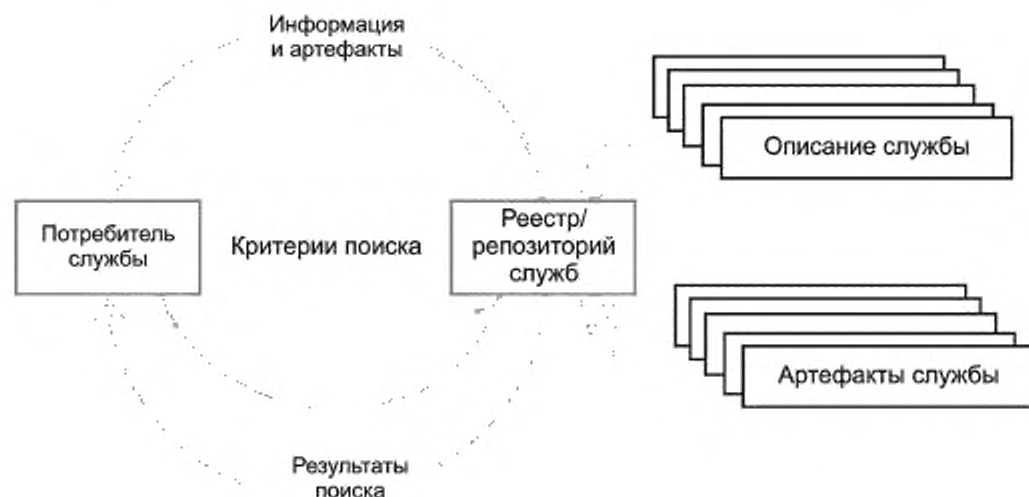 Информация
и артефакты
Описание службы
Потребитель
службы
Критерии поиска
Реестр/
репозиторий
служб
Артефакты службы
Результаты
поиска